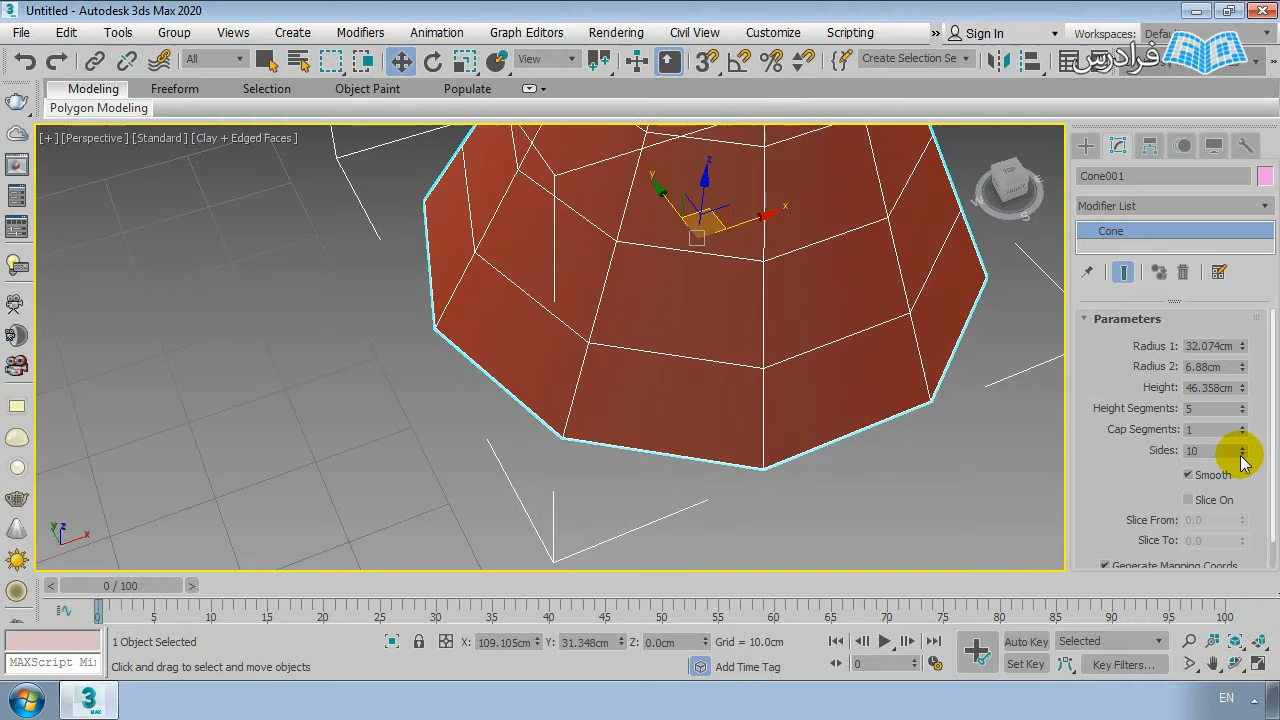 Untitled - Autodesk 3ds Max 2020
File Edit Tools Group Views Create Modifiers Animation Graph Editors Rendering Civil View Customize Scripting » Sign In Workspaces:
فرادرس
All View Create Selection Se
Modeling Freeform Selection Object Paint Populate
Polygon Modeling
[+] [Perspective] [Standard] [Clay + Edged Faces]
z
y
x
TOP
FRONT
E
S
Cone001
Modifier List
Cone
Parameters
Radius 1: 32.074cm
Radius 2: 6.88cm
Height: 46.358cm
Height Segments: 5
Cap Segments: 1
Sides: 10
Smooth
Slice On
Slice From: 0.0
Slice To: 0.0
Generate Mapping Coords
y z
x
< 0 / 100 >
0 5 10 15 20 25 30 35 40 45 50 55 60 65 70 75 80 85 90 95 100
1 Object Selected X: 109.105cm Y: 31.348cm Z: 0.0cm Grid = 10.0cm Auto Key Selected
MAXScript Mi Click and drag to select and move objects Add Time Tag 0 Set Key Key Filters...
3 MAX EN